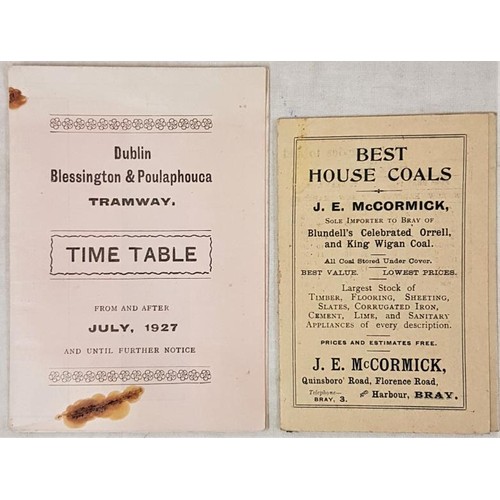 Dublin
Blessington & Poulaphouca
TRAMWAY.
TIME TABLE
FROM AND AFTER
JULY, 1927
AND UNTIL FURTHER NOTICE
BEST
HOUSE COALS
J. E. McCORMICK,
SOLE IMPORTER TO BRAY OF
Blundell's Celebrated Orrell,
and King Wigan Coal.
All Coal Stored Under Cover.
BEST VALUE. LOWEST PRICES.
Largest Stock of
TIMBER, FLOORING, SHEETING,
SLATES, CORRUGATED IRON,
CEMENT, LIME, and SANITARY
APPLIANCES of every description.
PRICES AND ESTIMATES FREE.
J. E. McCORMICK,
Quinsboro' Road, Florence Road,
Telephone—
BRAY, 3. and Harbour, BRAY.